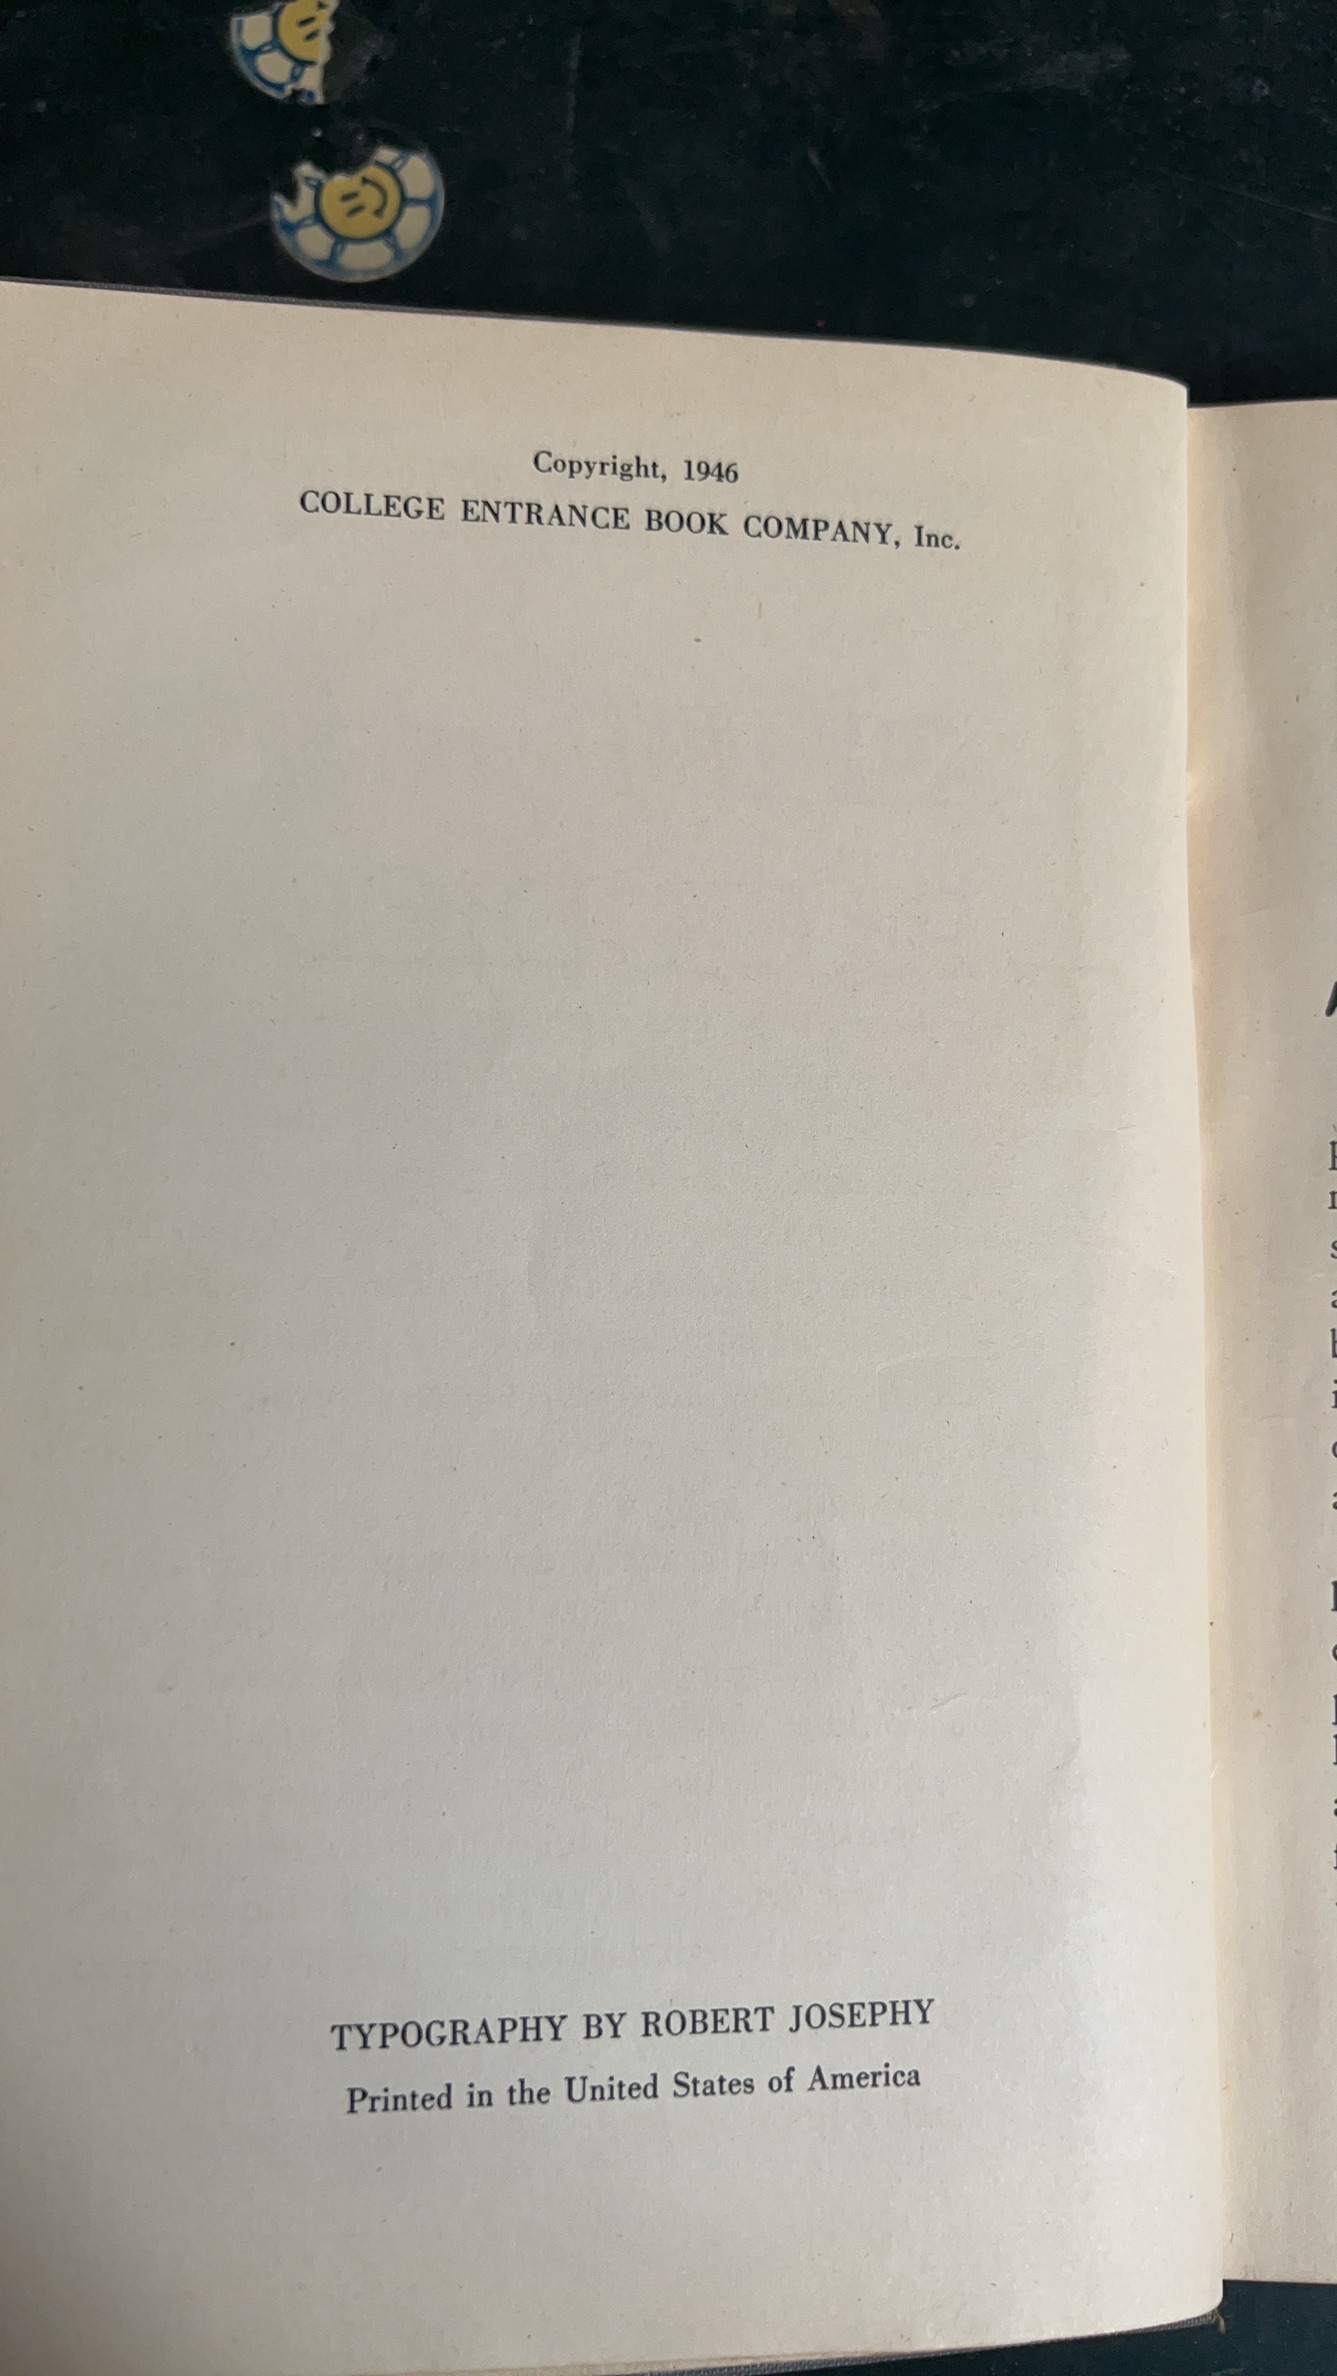 Copyright, 1946
COLLEGE ENTRANCE BOOK COMPANY, Inc.
TYPOGRAPHY BY ROBERT JOSEPHY
Printed in the United States of America